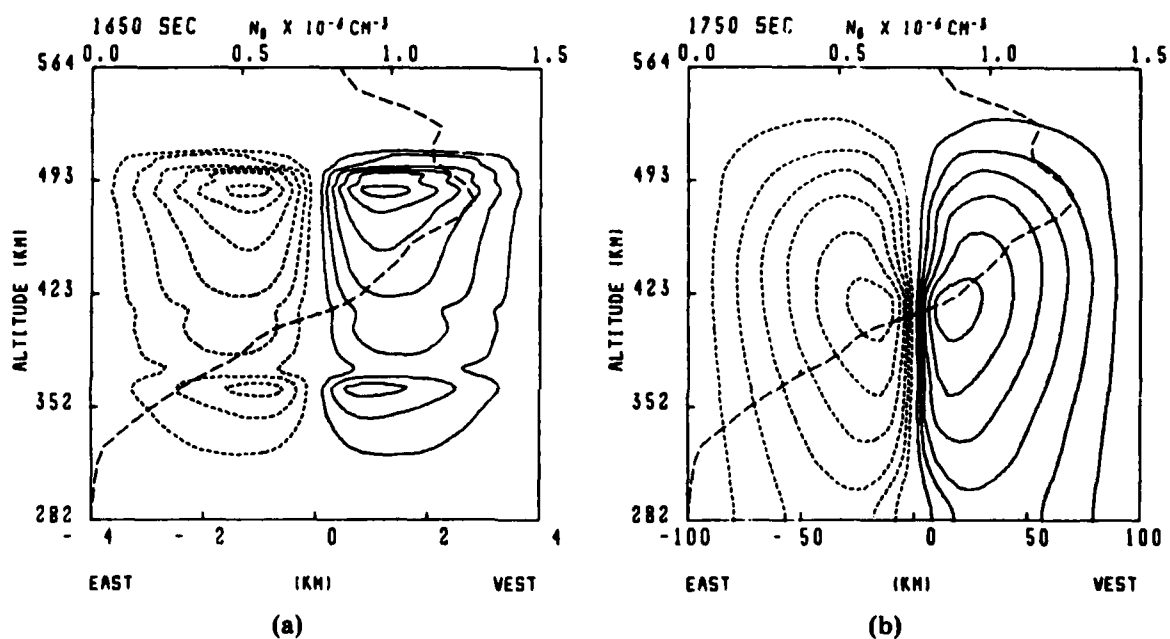 1650 SEC N₀ X 10⁻⁶ CM⁻³
0.0 0.5 1.0 1.5
564
493
423
352
282
ALTITUDE (KM)
- 4 - 2 0 2 4
EAST (KM) VEST
(a)
1750 SEC N₀ X 10⁻⁶ CM⁻³
0.0 0.5 1.0 1.5
564
493
423
352
282
ALTITUDE (KM)
-100 - 50 0 50 100
EAST (KM) VEST
(b)